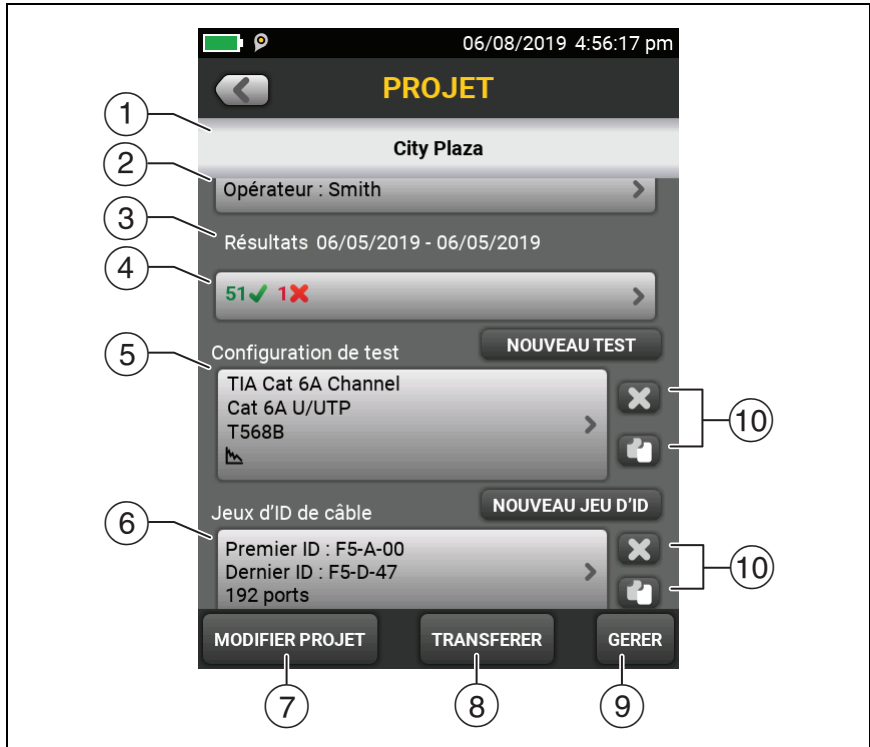 06/08/2019 4:56:17 pm
PROJET
1
City Plaza
2
Opérateur : Smith
3
Résultats 06/05/2019 - 06/05/2019
4
51 1
NOUVEAU TEST
5
Configuration de test
TIA Cat 6A Channel
Cat 6A U/UTP
T568B
10
NOUVEAU JEU D'ID
6
Jeux d'ID de câble
Premier ID : F5-A-00
Dernier ID : F5-D-47
192 ports
10
MODIFIER PROJET TRANSFERER GERER
7 8 9